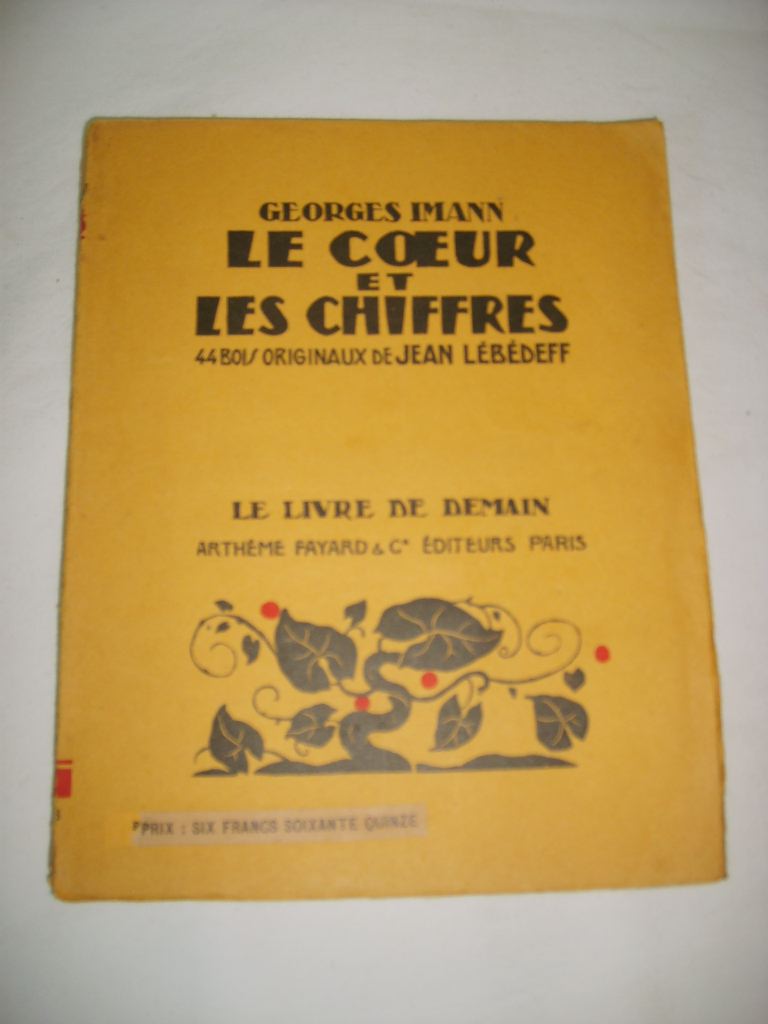 GEORGES IMANN
LE CŒUR
ET
LES CHIFFRES
44 BOIS ORIGINAUX DE JEAN LÉBÉDEFF
LE LIVRE DE DEMAIN
ARTHÈME FAYARD & Cⁱᵉ ÉDITEURS PARIS
PRIX : SIX FRANCS SOIXANTE QUINZE